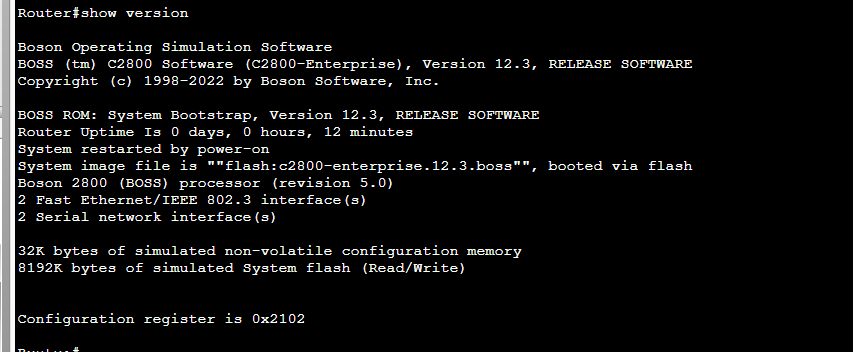 Router#show version
Boson Operating Simulation Software
BOSS (tm) C2800 Software (C2800-Enterprise), Version 12.3, RELEASE SOFTWARE
Copyright (c) 1998-2022 by Boson Software, Inc.
BOSS ROM: System Bootstrap, Version 12.3, RELEASE SOFTWARE
Router Uptime Is 0 days, 0 hours, 12 minutes
System restarted by power-on
System image file is ""flash:c2800-enterprise.12.3.boss"", booted via flash
Boson 2800 (BOSS) processor (revision 5.0)
2 Fast Ethernet/IEEE 802.3 interface(s)
2 Serial network interface(s)
32K bytes of simulated non-volatile configuration memory
8192K bytes of simulated System flash (Read/Write)
Configuration register is 0x2102
Router#